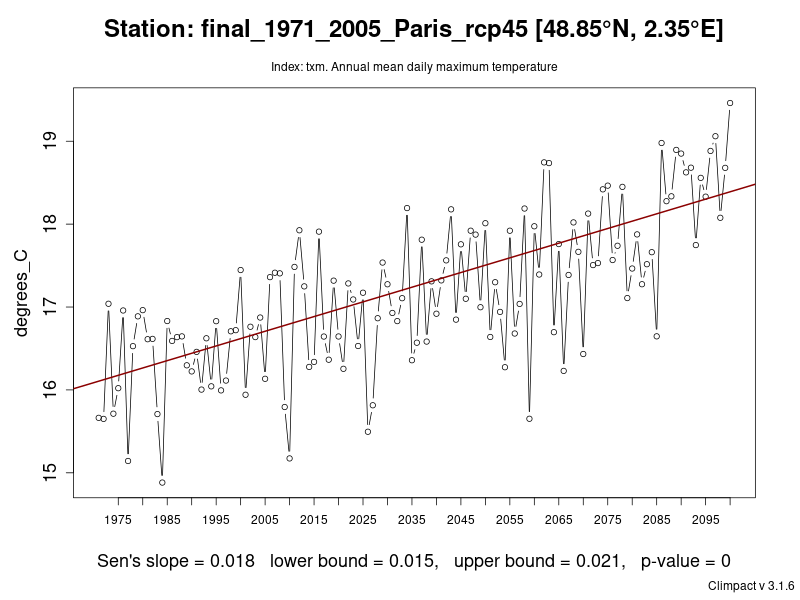 Station: final_1971_2005_Paris_rcp45 [48.85°N, 2.35°E]
Index: txm. Annual mean daily maximum temperature
degrees_C
19
18
17
16
15
1975 1985 1995 2005 2015 2025 2035 2045 2055 2065 2075 2085 2095
Sen's slope = 0.018 lower bound = 0.015, upper bound = 0.021, p-value = 0
Climpact v 3.1.6